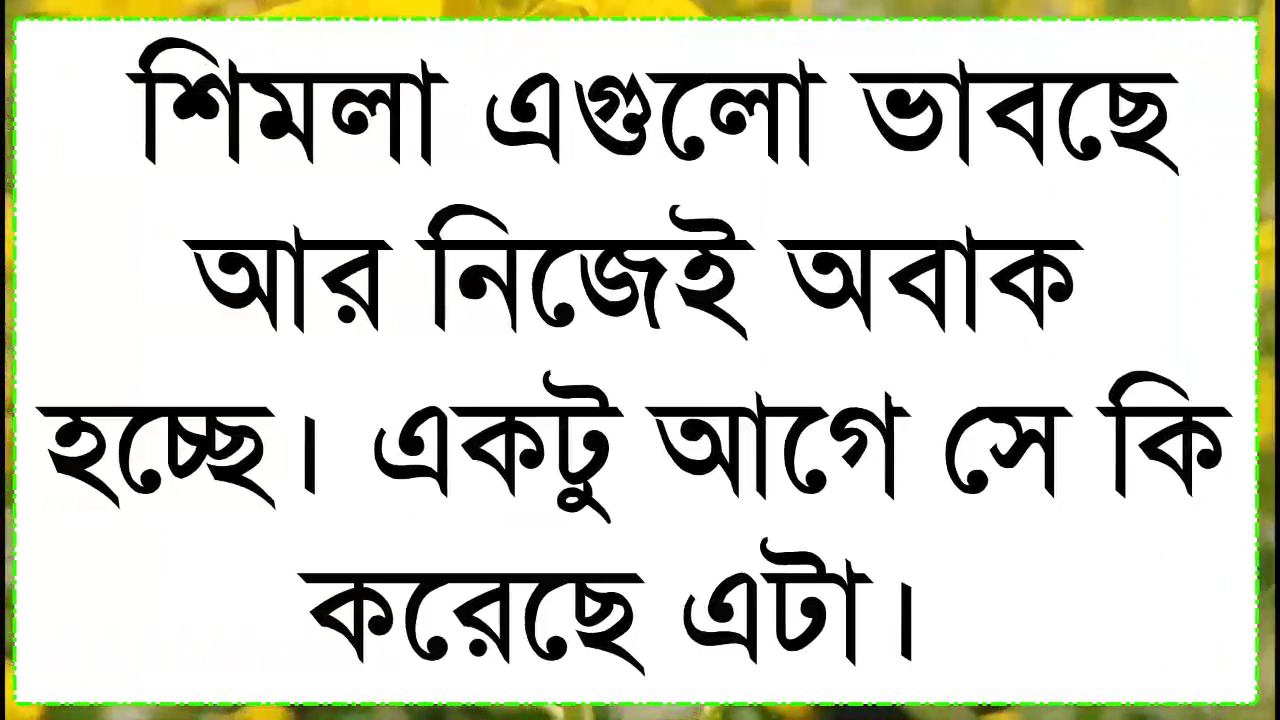 শিমলা এগুলো ভাবছে
আর নিজেই অবাক
হচ্ছে। একটু আগে সে কি
করেছে এটা।